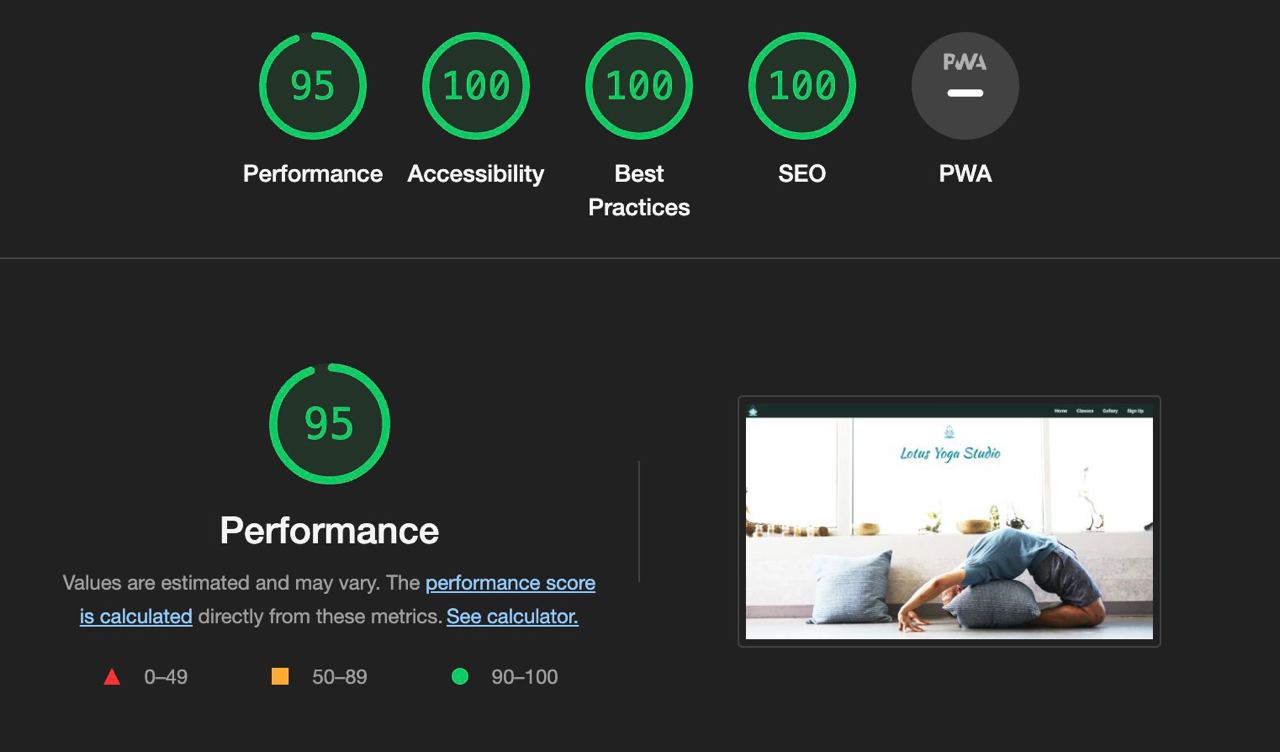 95
100
100
100
PWA
Performance
Accessibility
Best
Practices
SEO
PWA
95
Performance
Values are estimated and may vary. The performance score
is calculated directly from these metrics. See calculator.
0–49
50–89
90–100
Home Classes Gallery Sign Up
Lotus Yoga Studio